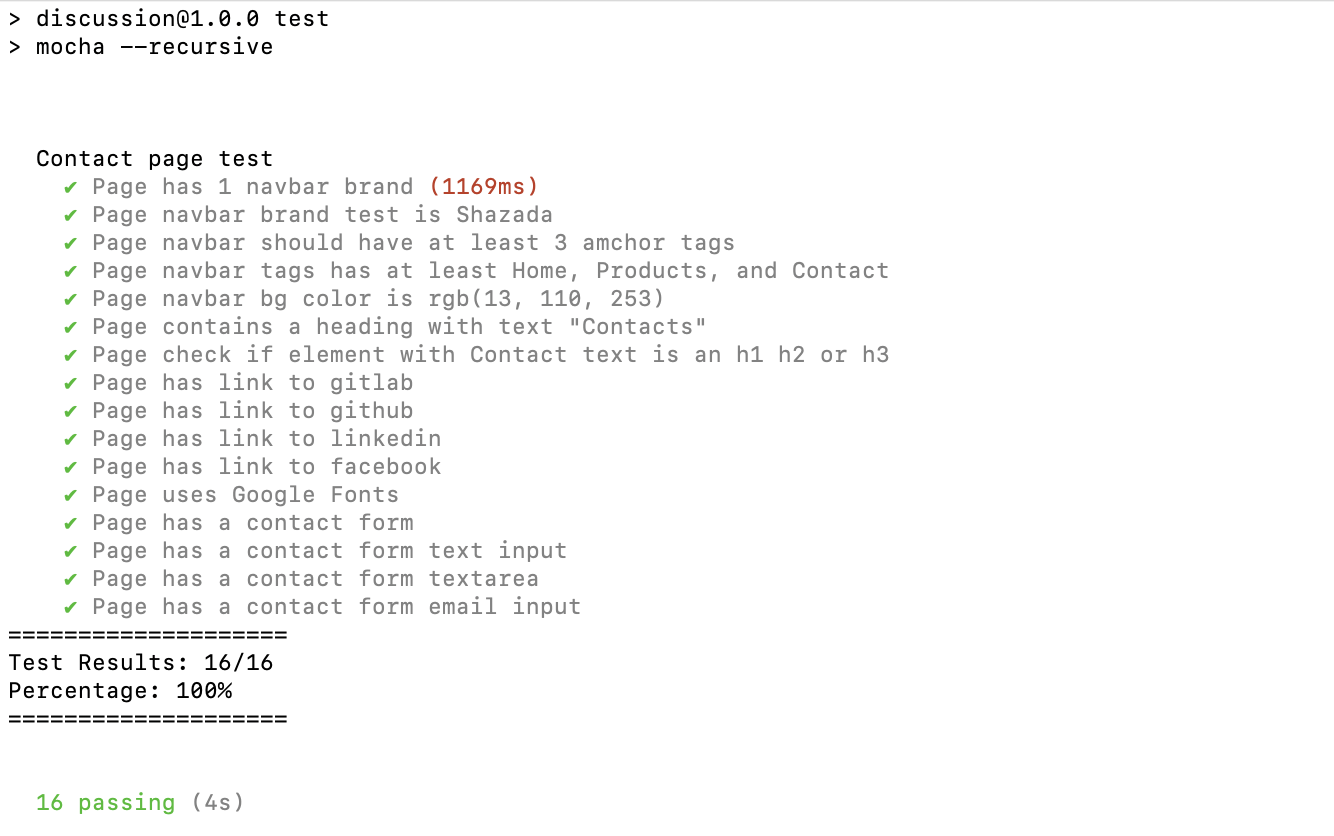 > discussion@1.0.0 test
> mocha --recursive
Contact page test
✔ Page has 1 navbar brand (1169ms)
✔ Page navbar brand test is Shazada
✔ Page navbar should have at least 3 amchor tags
✔ Page navbar tags has at least Home, Products, and Contact
✔ Page navbar bg color is rgb(13, 110, 253)
✔ Page contains a heading with text "Contacts"
✔ Page check if element with Contact text is an h1 h2 or h3
✔ Page has link to gitlab
✔ Page has link to github
✔ Page has link to linkedin
✔ Page has link to facebook
✔ Page uses Google Fonts
✔ Page has a contact form
✔ Page has a contact form text input
✔ Page has a contact form textarea
✔ Page has a contact form email input
====================
Test Results: 16/16
Percentage: 100%
====================
16 passing (4s)